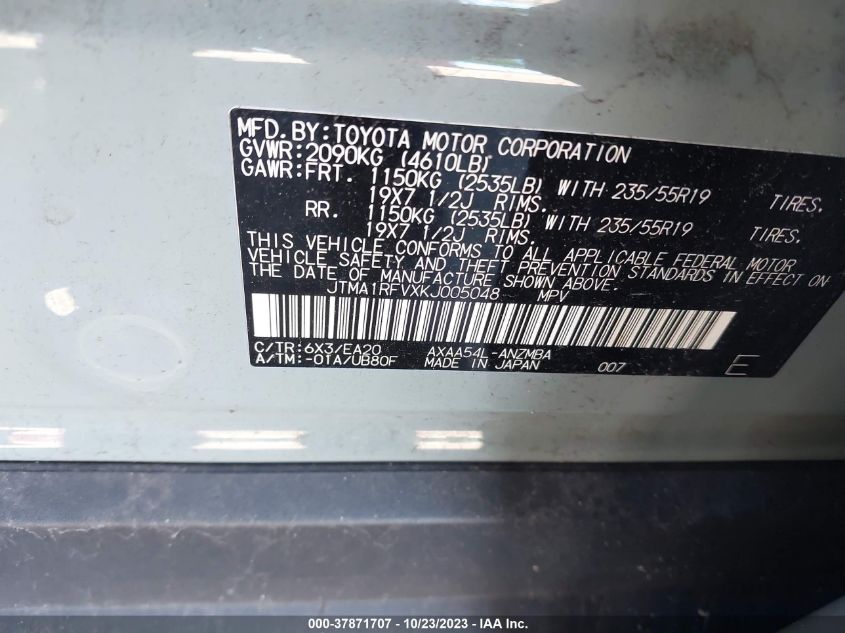 MFD. BY: TOYOTA MOTOR CORPORATION
GVWR: 2090KG (4610LB)
GAWR: FRT. 1150KG (2535LB) WITH 235/55R19 TIRES.
19X7 1/2J RIMS.
RR. 1150KG (2535LB) WITH 235/55R19 TIRES.
19X7 1/2J RIMS.
THIS VEHICLE CONFORMS TO ALL APPLICABLE FEDERAL MOTOR
VEHICLE SAFETY AND THEFT PREVENTION STANDARDS IN EFFECT ON
THE DATE OF MANUFACTURE SHOWN ABOVE.
JTMA1RFVXKJ005048 MPV
C/TR: 6X3/EA20 AXAA54L-ANZMBA
A/TM: -01A/UB80F MADE IN JAPAN 007 E
000-37871707 / 10/23/2023 - IAA Inc.